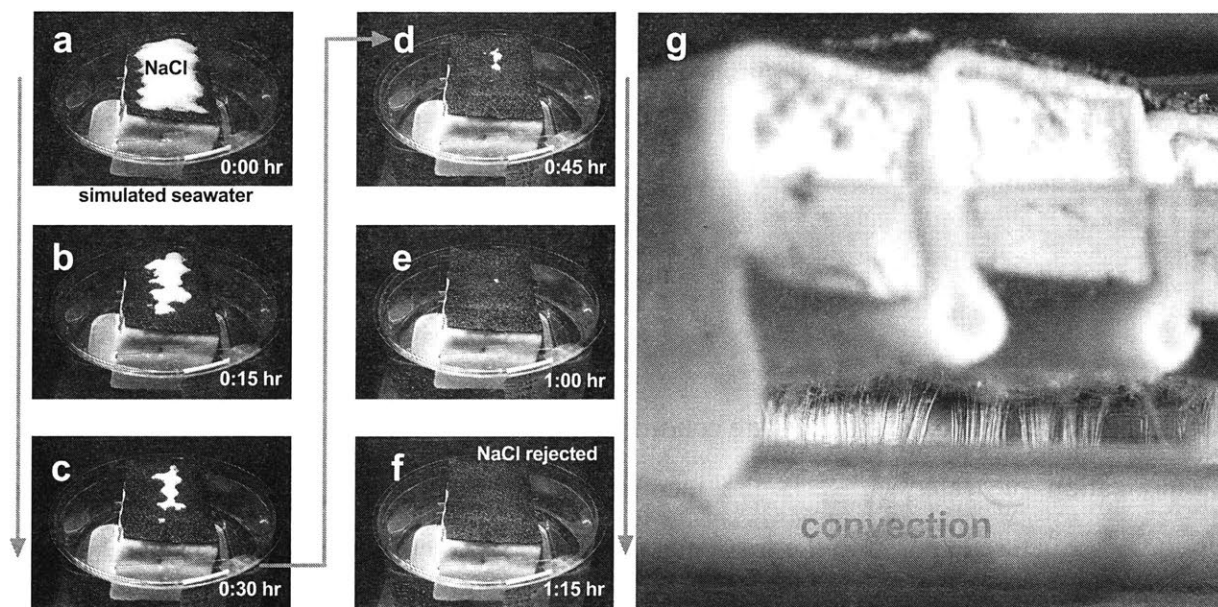 a
NaCl
0:00 hr
simulated seawater
b
0:15 hr
c
0:30 hr
d
0:45 hr
e
1:00 hr
NaCl rejected
f
1:15 hr
g
convection